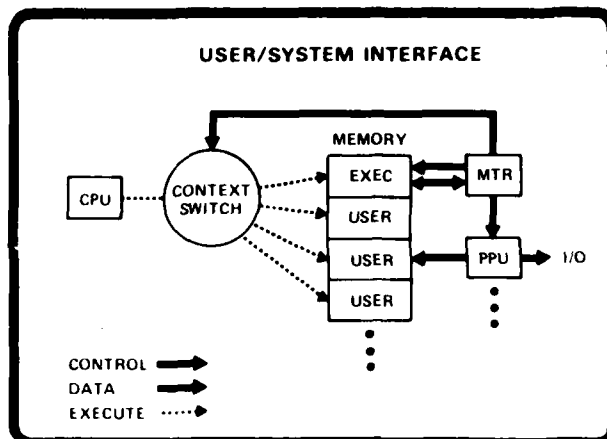 USER/SYSTEM INTERFACE
MEMORY
CPU
CONTEXT
SWITCH
EXEC
MTR
USER
USER
PPU
I/O
USER
CONTROL
DATA
EXECUTE